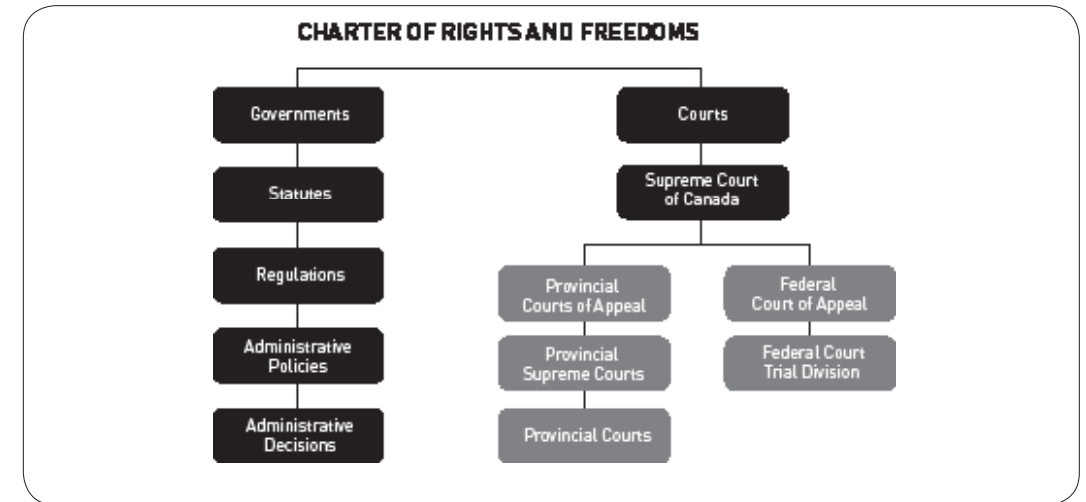 CHARTER OF RIGHTS AND FREEDOMS
Governments
Statutes
Regulations
Administrative
Policies
Administrative
Decisions
Courts
Supreme Court
of Canada
Provincial
Courts of Appeal
Provincial
Supreme Courts
Provincial Courts
Federal
Court of Appeal
Federal Court
Trial Division